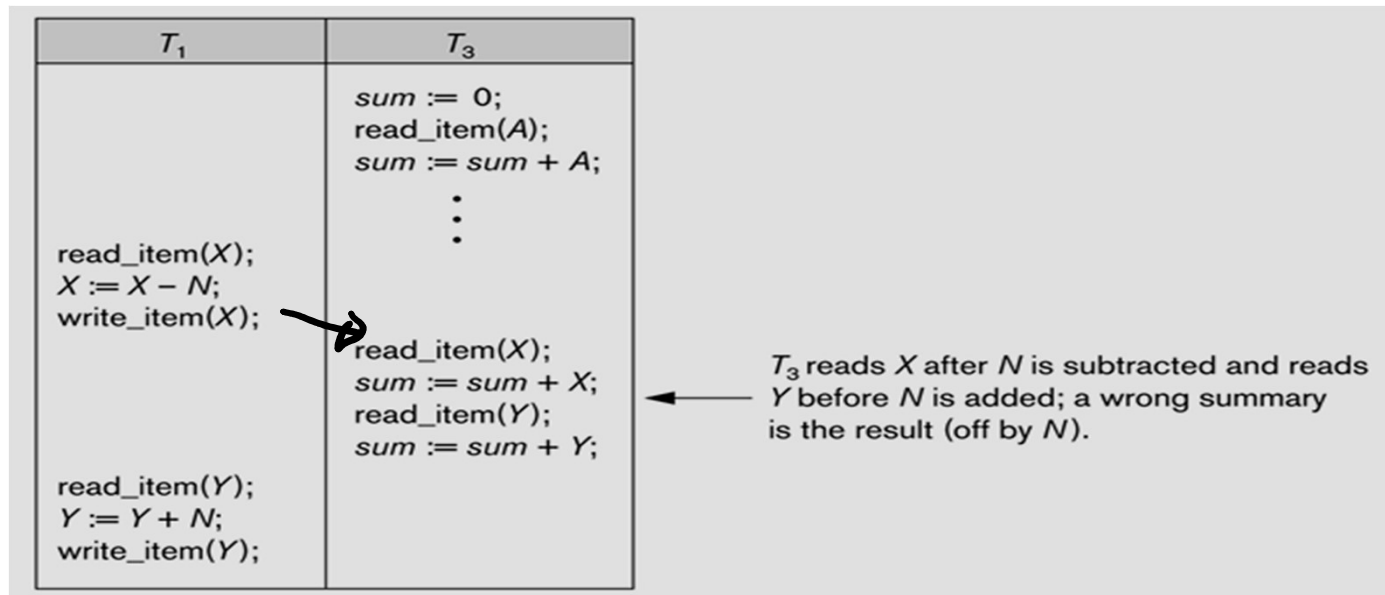 T₁ T₃
sum := 0;
read_item(A);
sum := sum + A;
read_item(X);
X := X – N;
write_item(X);
read_item(X);
sum := sum + X;
read_item(Y);
sum := sum + Y;
T₃ reads X after N is subtracted and reads
Y before N is added; a wrong summary
is the result (off by N).
read_item(Y);
Y := Y + N;
write_item(Y);